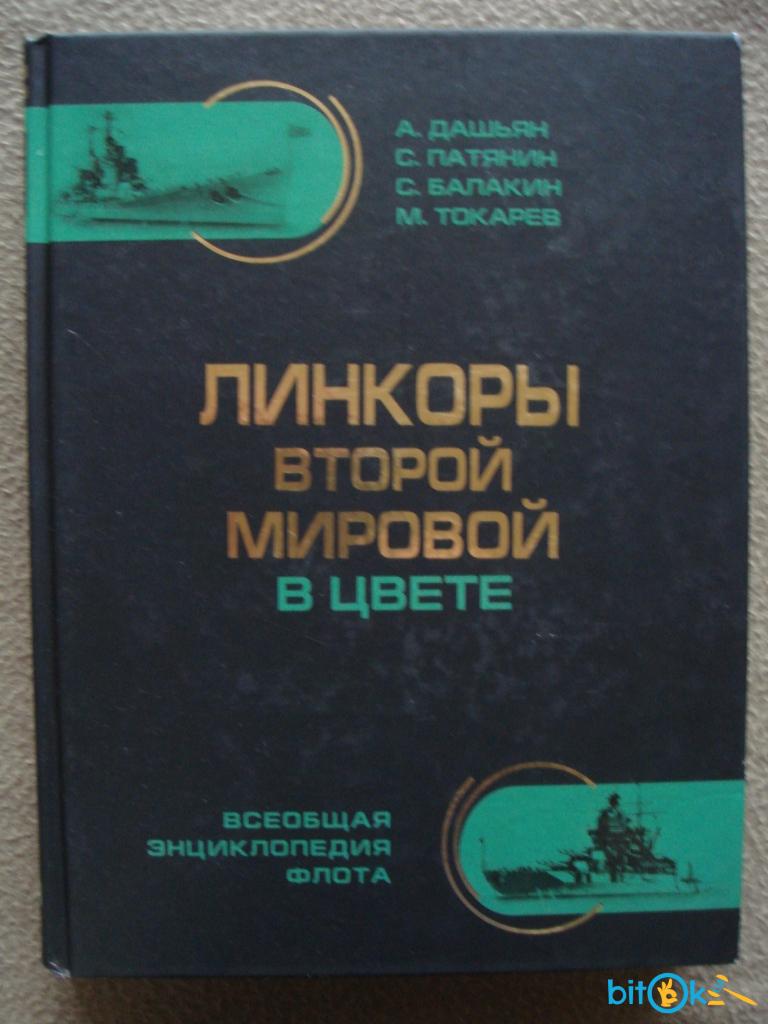 А. ДАШЬЯН
С. ПАТЯНИН
С. БАЛАКИН
М. ТОКАРЕВ
ЛИНКОРЫ
ВТОРОЙ
МИРОВОЙ
В ЦВЕТЕ
ВСЕОБЩАЯ
ЭНЦИКЛОПЕДИЯ
ФЛОТА
bitOk